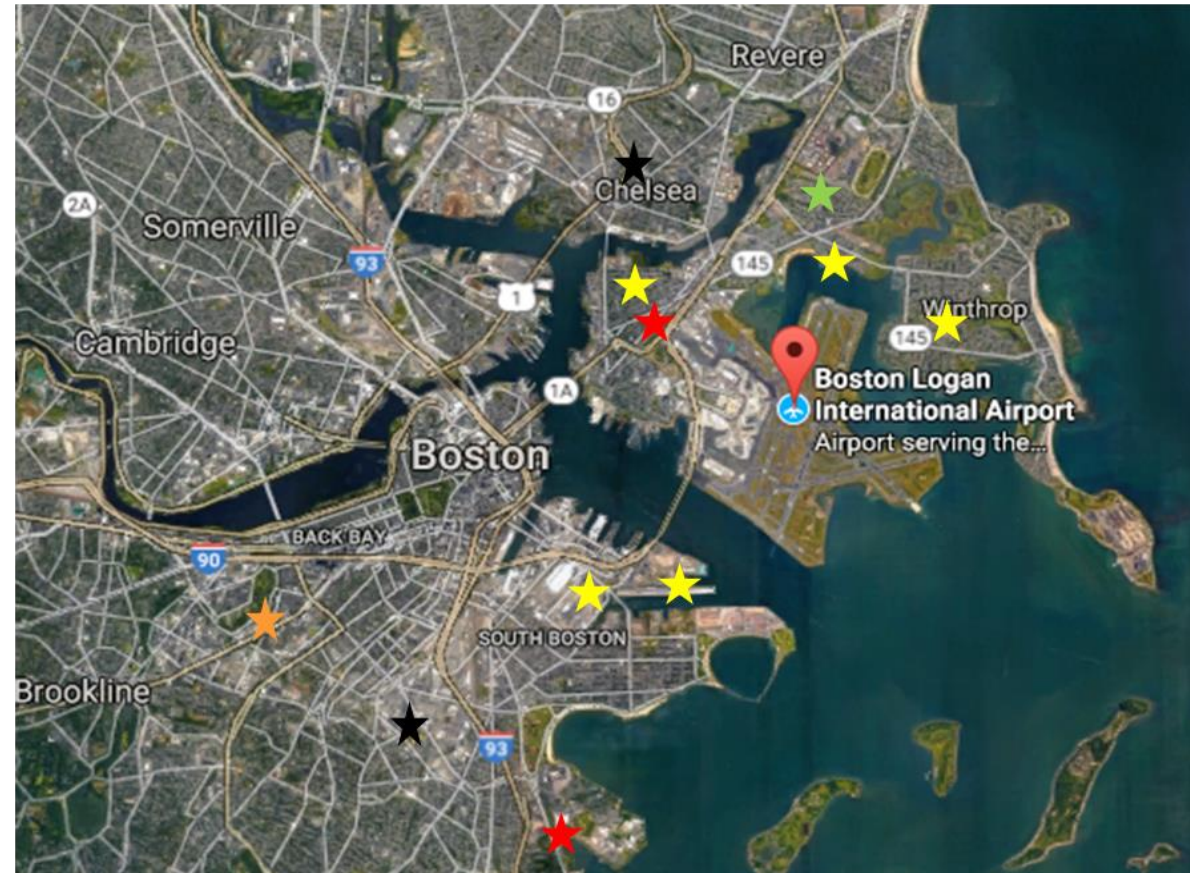 Revere
16
Chelsea
2A
Somerville
93
145
1
Winthrop
145
Cambridge
1A
Boston Logan
International Airport
Airport serving the...
Boston
BACK BAY
90
SOUTH BOSTON
Brookline
93